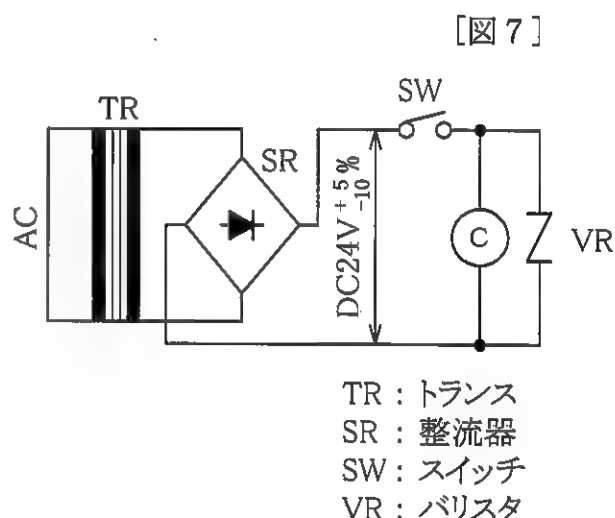 ［図 7］
TR
SW
SR
AC
DC24V +5 -10 %
C
VR
TR : トランス
SR : 整流器
SW : スイッチ
VR : バリスタ